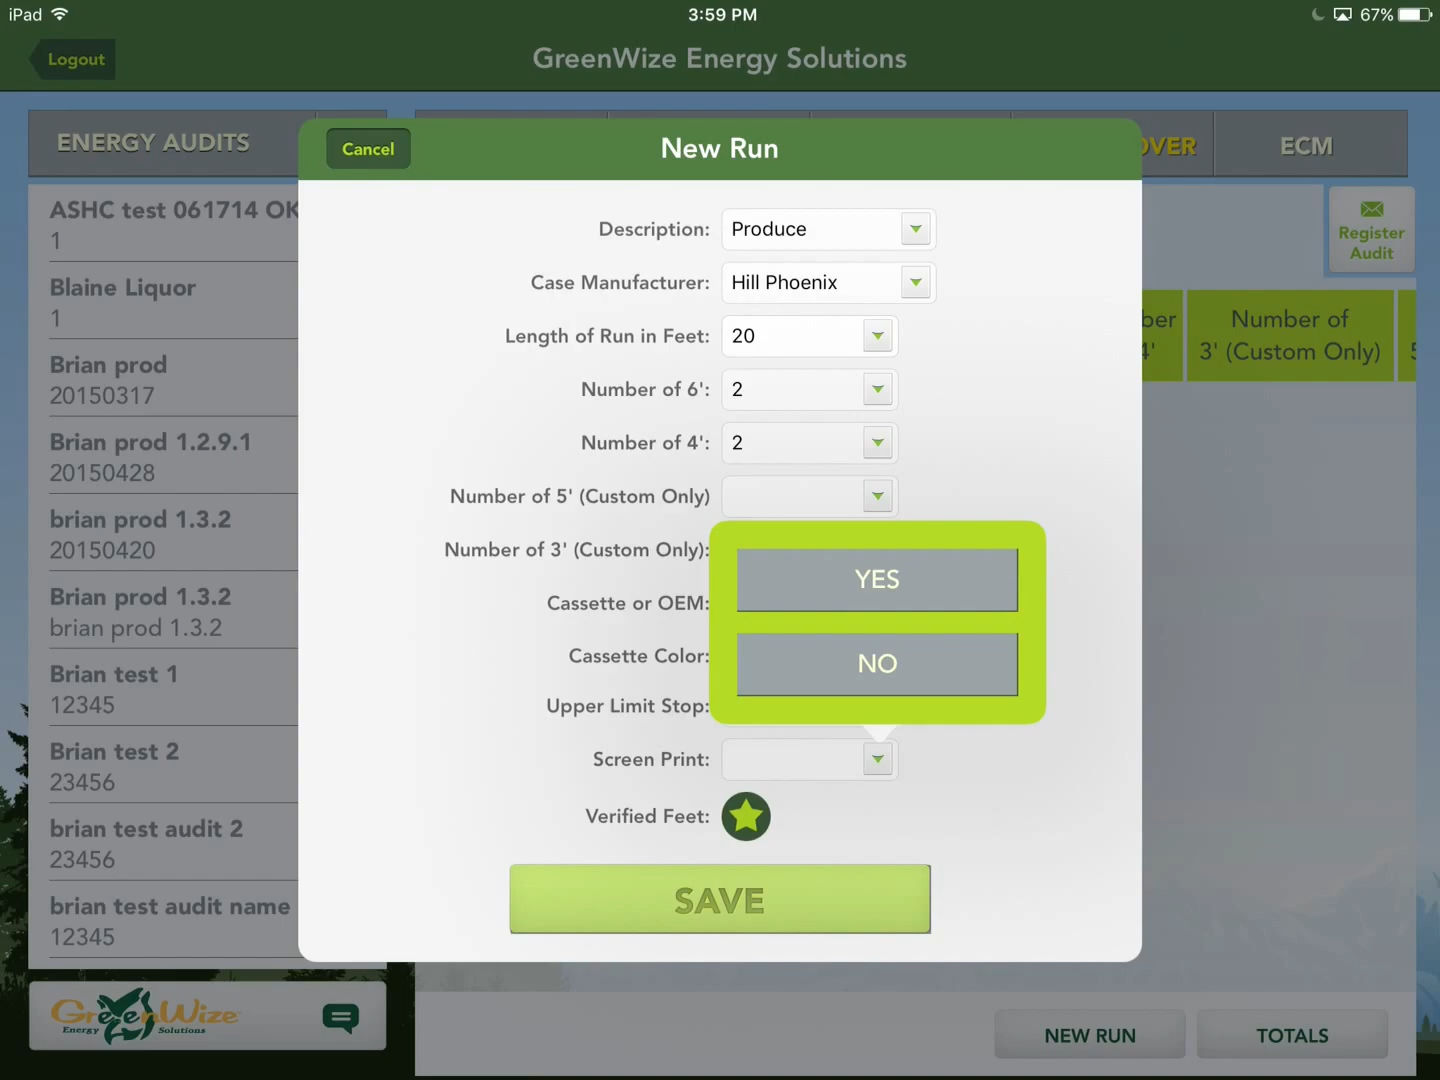 iPad
3:59 PM
67%
Logout
GreenWize Energy Solutions
ENERGY AUDITS
ECM
Cancel
New Run
ASHC test 061714 OK
1
Blaine Liquor
1
Brian prod
20150317
Brian prod 1.2.9.1
20150428
brian prod 1.3.2
20150420
Brian prod 1.3.2
brian prod 1.3.2
Brian test 1
12345
Brian test 2
23456
brian test audit 2
23456
brian test audit name
12345
Description: Produce
Case Manufacturer: Hill Phoenix
Length of Run in Feet: 20
Number of 6': 2
Number of 4': 2
Number of 5' (Custom Only)
Number of 3' (Custom Only):
Cassette or OEM:
Cassette Color:
Upper Limit Stop:
Screen Print:
Verified Feet:
YES
NO
SAVE
OVER
Register
Audit
ber
4'
Number of
3' (Custom Only)
GreenWize
Energy Solutions
NEW RUN
TOTALS